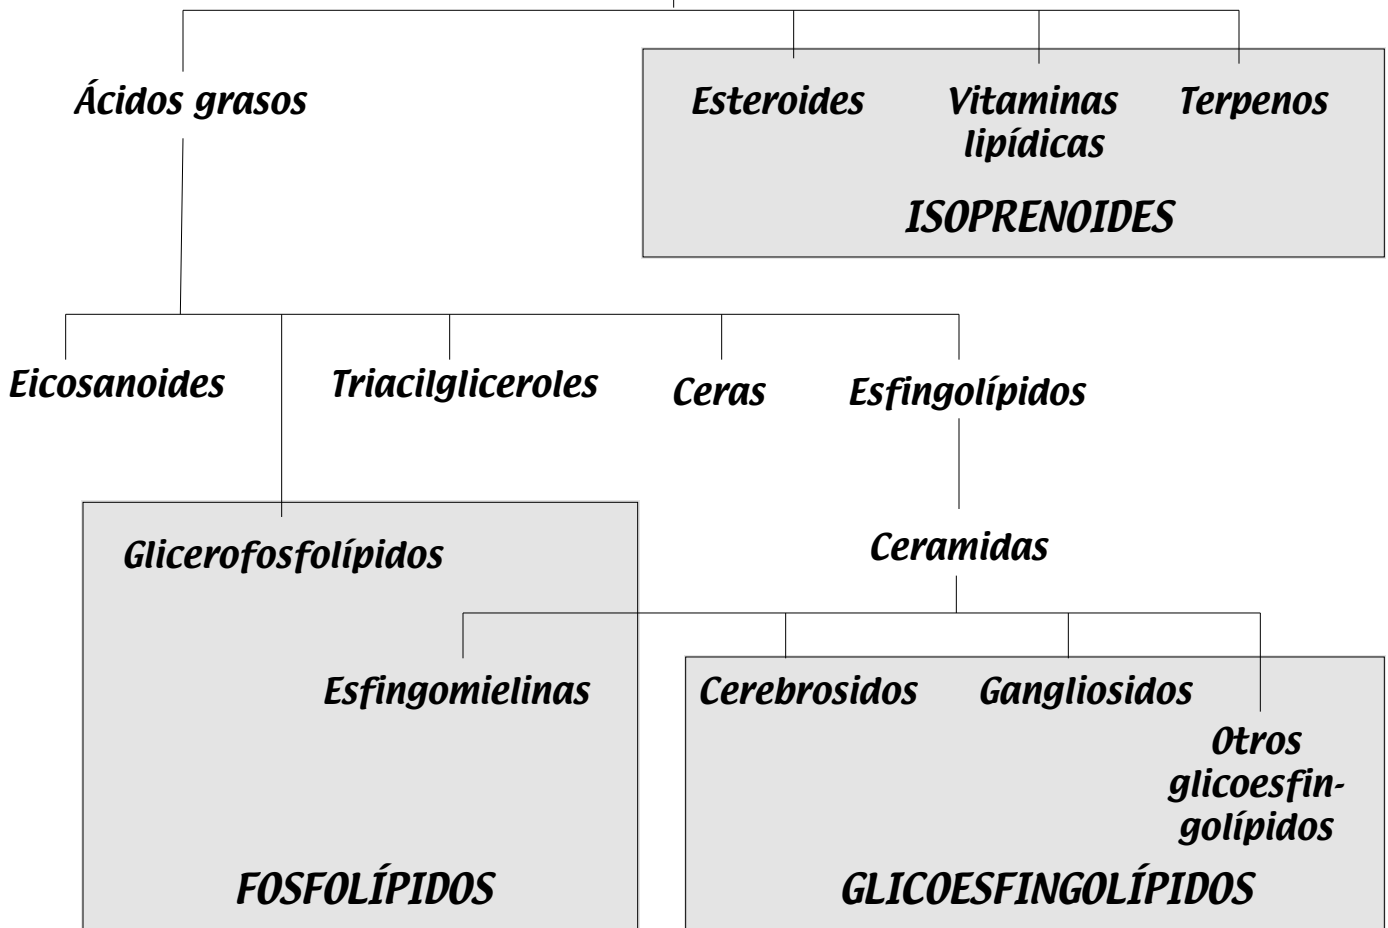 Ácidos grasos
Esteroides
Vitaminas
lipídicas
Terpenos
ISOPRENOIDES
Eicosanoides
Triacilgliceroles
Ceras
Esfingolípidos
Glicerofosfolípidos
Ceramidas
Esfingomielinas
Cerebrosidos
Gangliosidos
Otros
glicoesfin-
golípidos
FOSFOLÍPIDOS
GLICOESFINGOLÍPIDOS